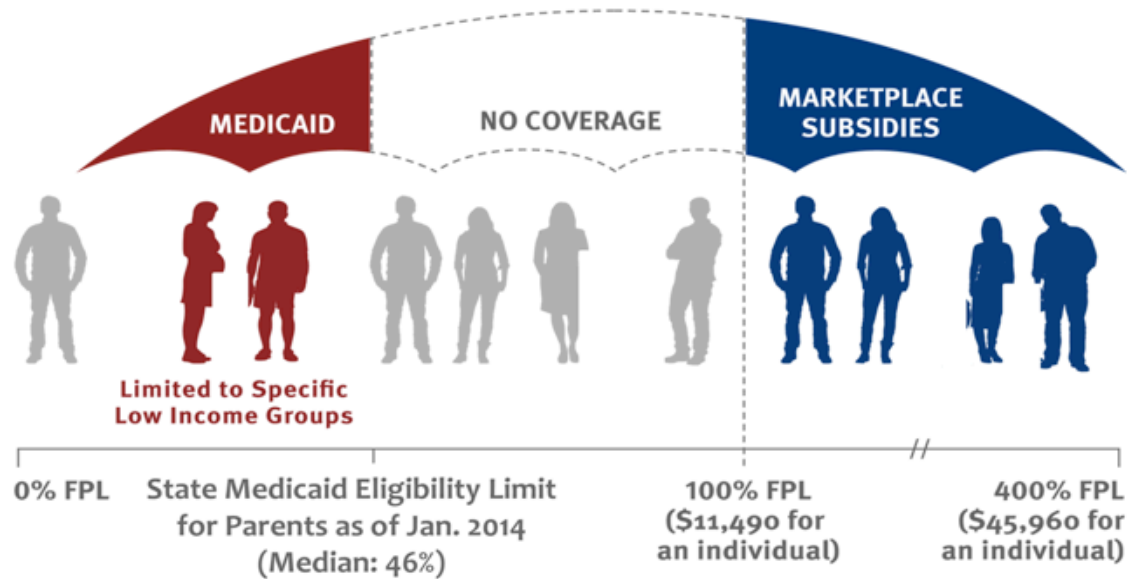 MEDICAID
NO COVERAGE
MARKETPLACE
SUBSIDIES
Limited to Specific
Low Income Groups
0% FPL
State Medicaid Eligibility Limit
for Parents as of Jan. 2014
(Median: 46%)
100% FPL
($11,490 for
an individual)
400% FPL
($45,960 for
an individual)